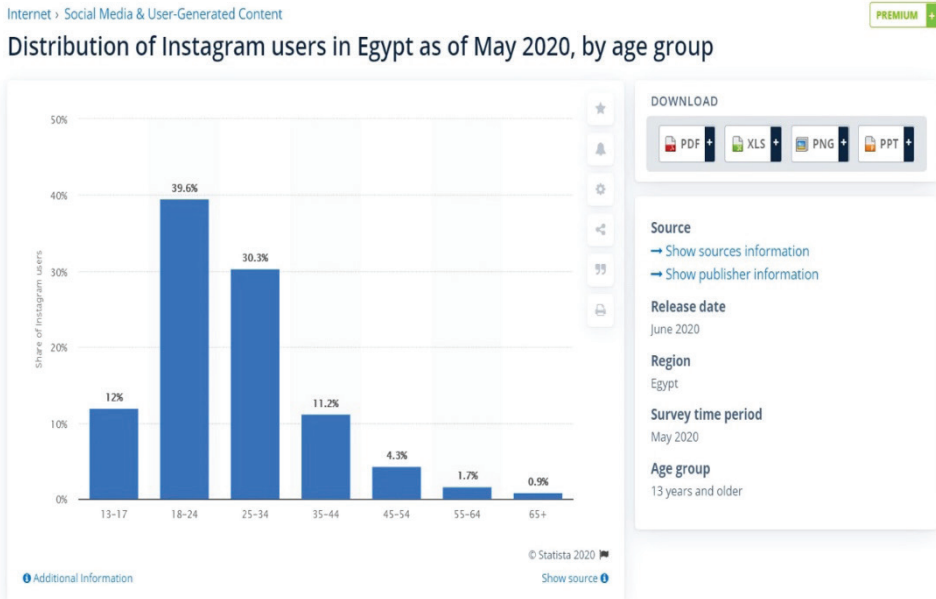 Internet › Social Media & User-Generated Content
PREMIUM +
Distribution of Instagram users in Egypt as of May 2020, by age group
Share of Instagram users
50%
40%
30%
20%
10%
0%
12%
39.6%
30.3%
11.2%
4.3%
1.7%
0.9%
13-17 18-24 25-34 35-44 45-54 55-64 65+
© Statista 2020
Additional Information
Show source
DOWNLOAD
PDF + XLS + PNG + PPT +
Source
→ Show sources information
→ Show publisher information
Release date
June 2020
Region
Egypt
Survey time period
May 2020
Age group
13 years and older